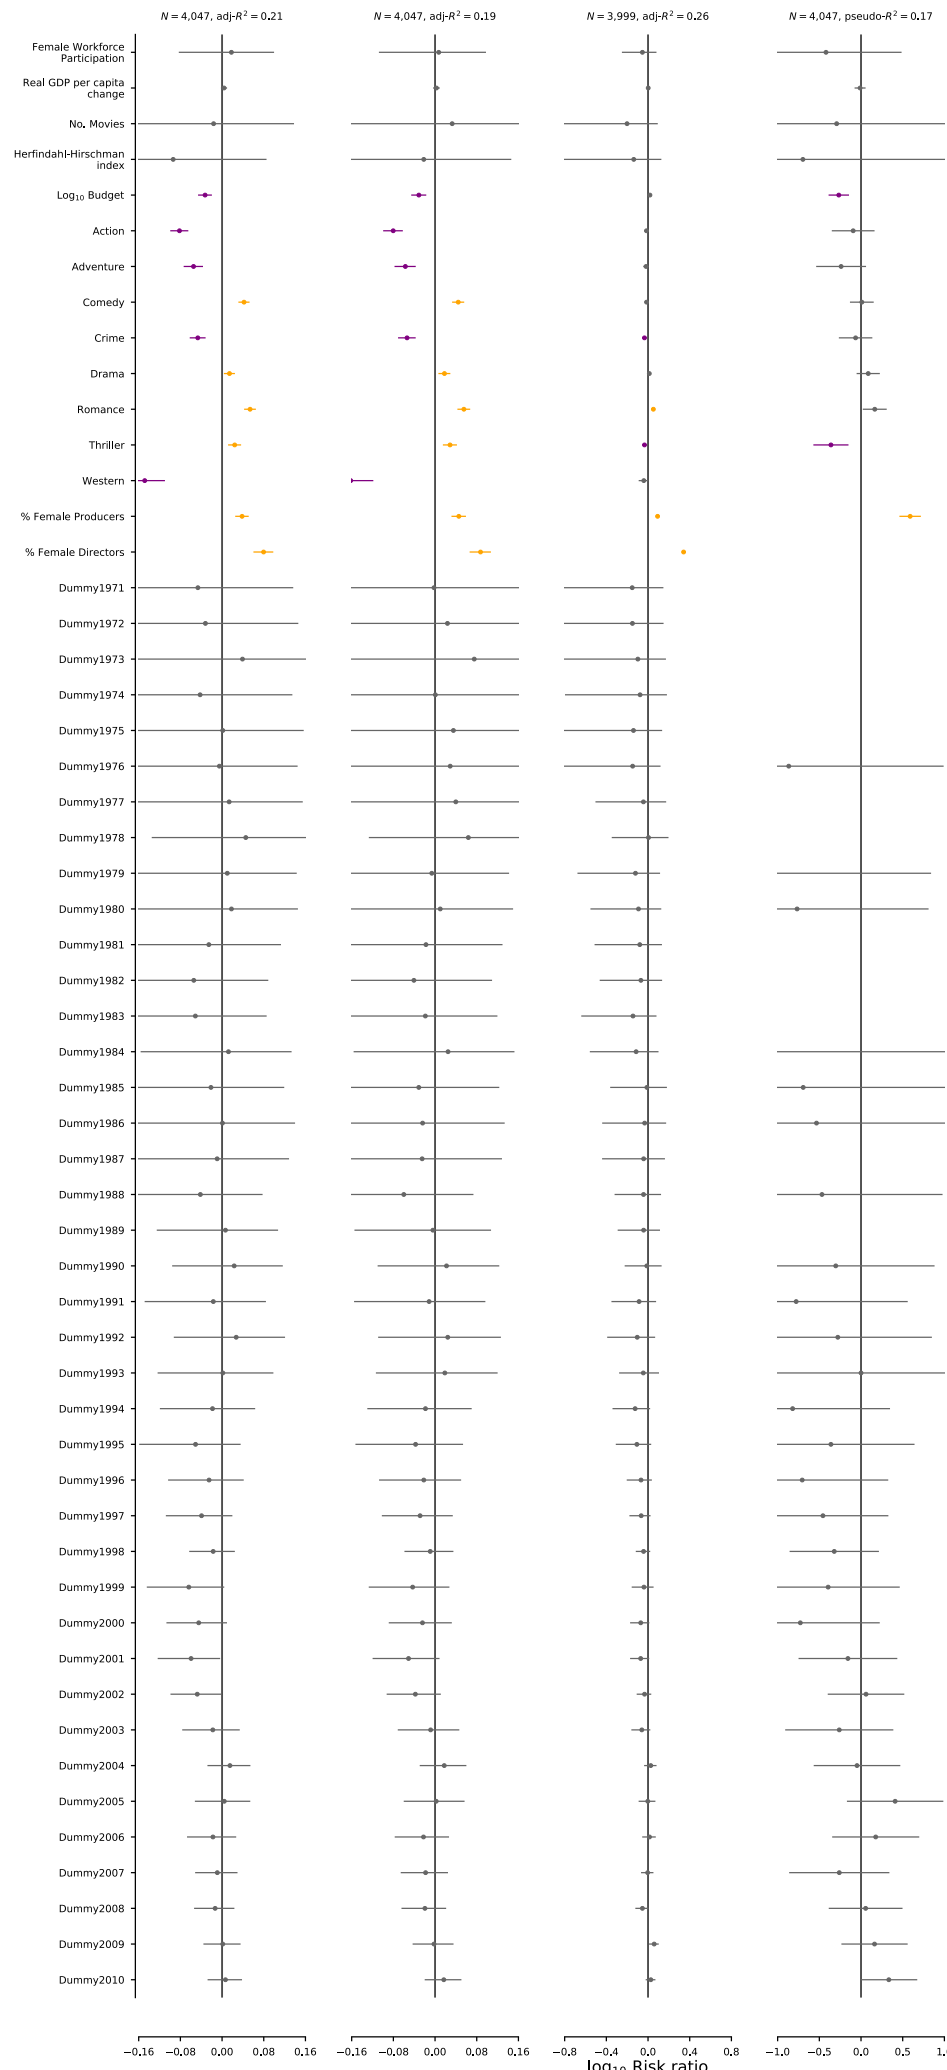 N = 4,047, adj-R² = 0.21 N = 4,047, adj-R² = 0.19 N = 3,999, adj-R² = 0.26 N = 4,047, pseudo-R² = 0.17
Female Workforce
Participation
Real GDP per capita
change
No. Movies
Herfindahl-Hirschman
index
Log₁₀ Budget
Action
Adventure
Comedy
Crime
Drama
Romance
Thriller
Western
% Female Producers
% Female Directors
Dummy1971
Dummy1972
Dummy1973
Dummy1974
Dummy1975
Dummy1976
Dummy1977
Dummy1978
Dummy1979
Dummy1980
Dummy1981
Dummy1982
Dummy1983
Dummy1984
Dummy1985
Dummy1986
Dummy1987
Dummy1988
Dummy1989
Dummy1990
Dummy1991
Dummy1992
Dummy1993
Dummy1994
Dummy1995
Dummy1996
Dummy1997
Dummy1998
Dummy1999
Dummy2000
Dummy2001
Dummy2002
Dummy2003
Dummy2004
Dummy2005
Dummy2006
Dummy2007
Dummy2008
Dummy2009
Dummy2010
−0.16 −0.08 0.00 0.08 0.16 −0.16 −0.08 0.00 0.08 0.16 −0.8 −0.4 0.0 0.4 0.8 −1.0 −0.5 0.0 0.5 1.0
log₁₀ Risk ratio